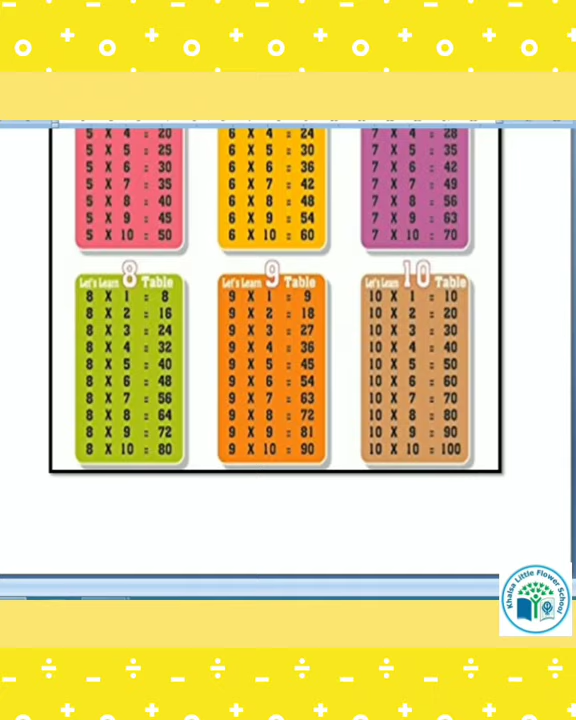 5 X 4 = 20
5 X 5 = 25
5 X 6 = 30
5 X 7 = 35
5 X 8 = 40
5 X 9 = 45
5 X 10 = 50
6 X 4 = 24
6 X 5 = 30
6 X 6 = 36
6 X 7 = 42
6 X 8 = 48
6 X 9 = 54
6 X 10 = 60
7 X 4 = 28
7 X 5 = 35
7 X 6 = 42
7 X 7 = 49
7 X 8 = 56
7 X 9 = 63
7 X 10 = 70
Let's Learn 8 Table
8 X 1 = 8
8 X 2 = 16
8 X 3 = 24
8 X 4 = 32
8 X 5 = 40
8 X 6 = 48
8 X 7 = 56
8 X 8 = 64
8 X 9 = 72
8 X 10 = 80
Let's Learn 9 Table
9 X 1 = 9
9 X 2 = 18
9 X 3 = 27
9 X 4 = 36
9 X 5 = 45
9 X 6 = 54
9 X 7 = 63
9 X 8 = 72
9 X 9 = 81
9 X 10 = 90
Let's Learn 10 Table
10 X 1 = 10
10 X 2 = 20
10 X 3 = 30
10 X 4 = 40
10 X 5 = 50
10 X 6 = 60
10 X 7 = 70
10 X 8 = 80
10 X 9 = 90
10 X 10 = 100
Khalsa Little Flower School